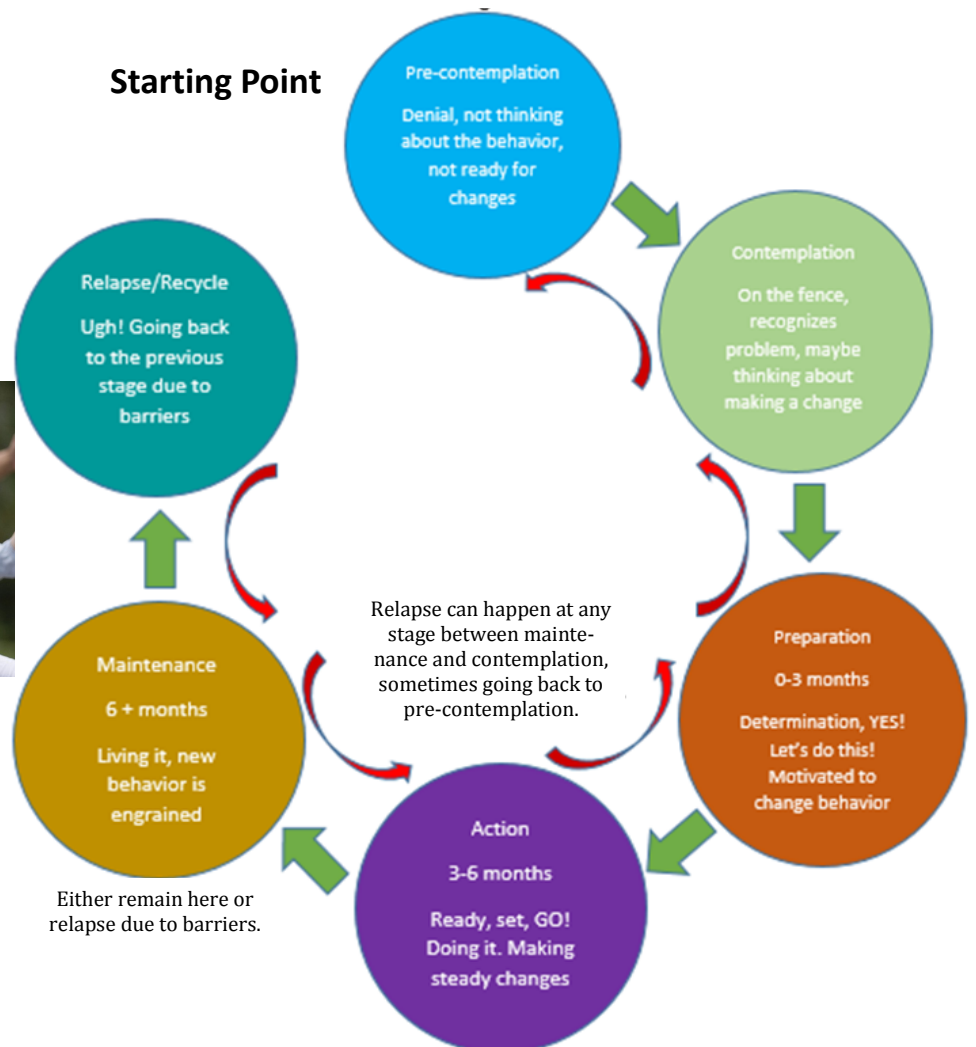 Starting Point
Pre-contemplation
Denial, not thinking
about the behavior,
not ready for
changes
Contemplation
On the fence,
recognizes
problem, maybe
thinking about
making a change
Preparation
0-3 months
Determination, YES!
Let's do this!
Motivated to
change behavior
Action
3-6 months
Ready, set, GO!
Doing it. Making
steady changes
Maintenance
6 + months
Living it, new
behavior is
engrained
Either remain here or
relapse due to barriers.
Relapse/Recycle
Ugh! Going back
to the previous
stage due to
barriers
Relapse can happen at any
stage between mainte-
nance and contemplation,
sometimes going back to
pre-contemplation.